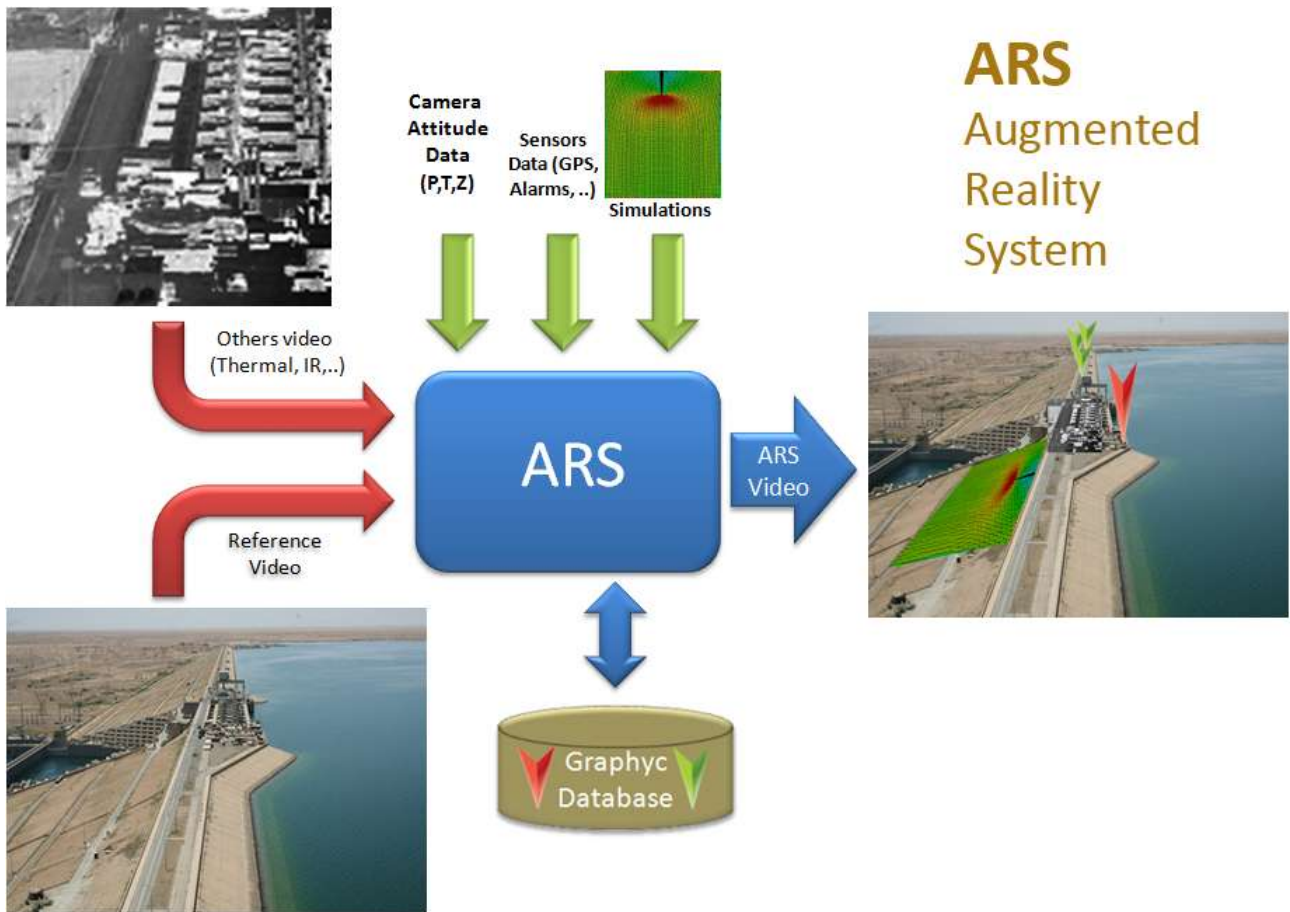 ARS
Augmented
Reality
System
Camera
Attitude
Data
(P,T,Z)
Sensors
Data (GPS,
Alarms, ..)
Simulations
Others video
(Thermal, IR,..)
Reference
Video
ARS
ARS
Video
Graphyc
Database